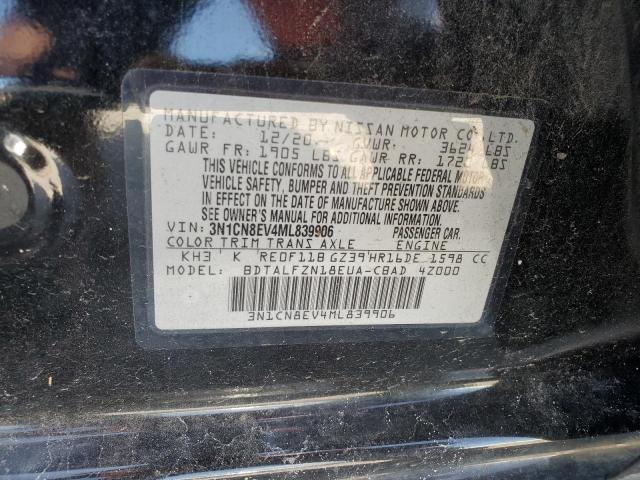 MANUFACTURED BY NISSAN MOTOR CO., LTD.
DATE: 12/20 GVWR: LBS
GAWR FR: 1905 LBS GAWR RR: LBS
THIS VEHICLE CONFORMS TO ALL APPLICABLE FEDERAL MOTOR
VEHICLE SAFETY, BUMPER AND THEFT PREVENTION STANDARDS
IN EFFECT ON THE DATE OF MANUFACTURE SHOWN ABOVE.
SEE OWNER'S MANUAL FOR ADDITIONAL INFORMATION
VIN: 3N1CN8EV4ML839906 PASSENGER CAR.
COLOR TRIM TRANS AXLE ENGINE
KH3 K RE0F11B GZ39 HR16DE 1598 CC
MODEL: BDTALFZN18EUA-CBAD 4Z000
3N1CN8EV4ML839906